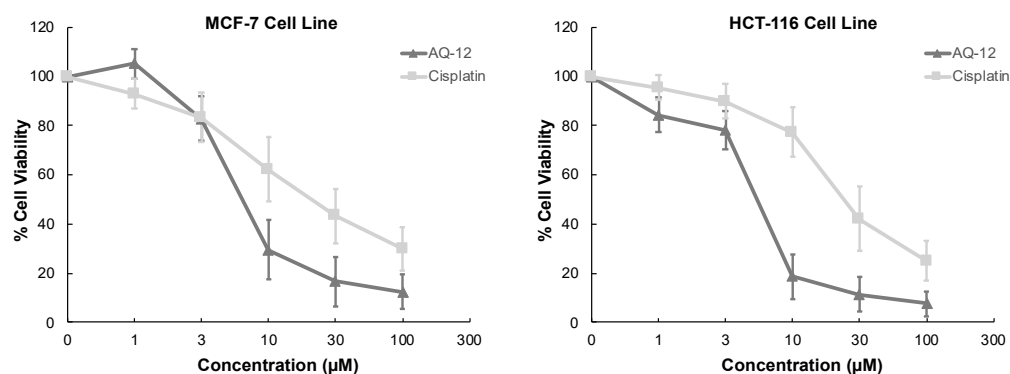 MCF-7 Cell Line
% Cell Viability
120
100
80
60
40
20
0
AQ-12
Cisplatin
0 1 3 10 30 100 300
Concentration (µM)
HCT-116 Cell Line
% Cell Viability
120
100
80
60
40
20
0
AQ-12
Cisplatin
0 1 3 10 30 100 300
Concentration (µM)